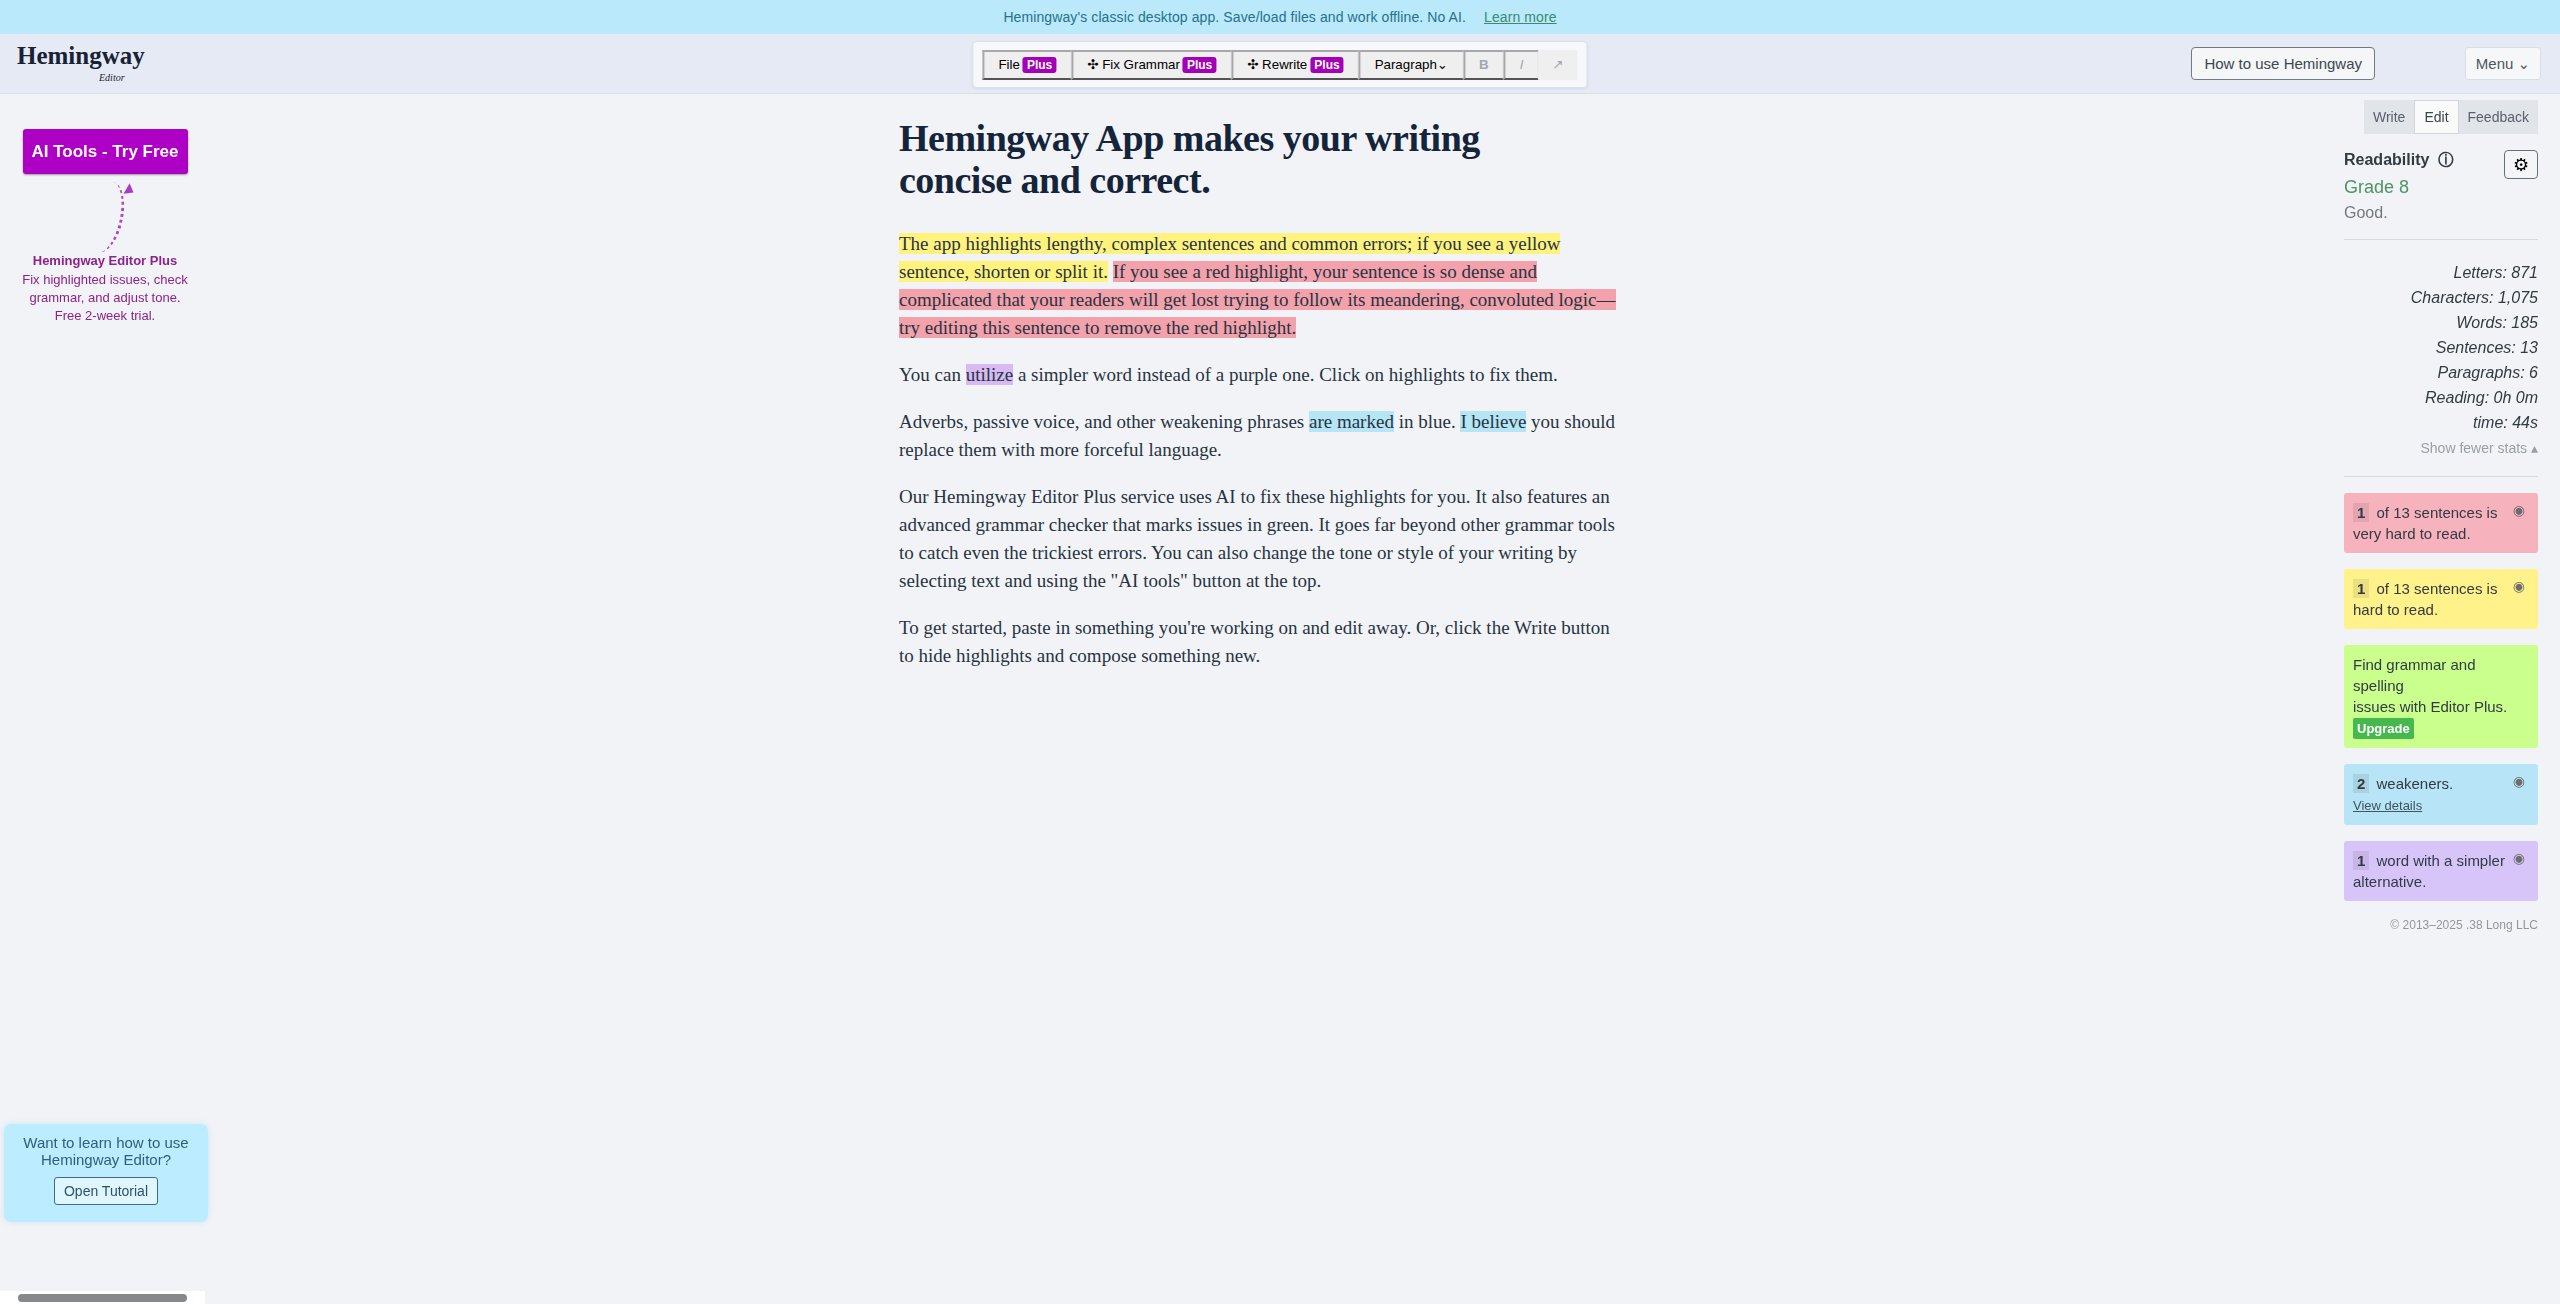 Hemingway's classic desktop app. Save/load files and work offline. No AI. Learn more
Hemingway
Editor
File Plus ✣ Fix Grammar Plus ✣ Rewrite Plus Paragraph⌄ B I ↗
How to use Hemingway
Menu ⌄
AI Tools - Try Free
Hemingway Editor Plus
Fix highlighted issues, check
grammar, and adjust tone.
Free 2-week trial.
Want to learn how to use
Hemingway Editor?
Open Tutorial
Hemingway App makes your writing
concise and correct.
The app highlights lengthy, complex sentences and common errors; if you see a yellow
sentence, shorten or split it. If you see a red highlight, your sentence is so dense and
complicated that your readers will get lost trying to follow its meandering, convoluted logic—
try editing this sentence to remove the red highlight.
You can utilize a simpler word instead of a purple one. Click on highlights to fix them.
Adverbs, passive voice, and other weakening phrases are marked in blue. I believe you should
replace them with more forceful language.
Our Hemingway Editor Plus service uses AI to fix these highlights for you. It also features an
advanced grammar checker that marks issues in green. It goes far beyond other grammar tools
to catch even the trickiest errors. You can also change the tone or style of your writing by
selecting text and using the "AI tools" button at the top.
To get started, paste in something you're working on and edit away. Or, click the Write button
to hide highlights and compose something new.
Write Edit Feedback
Readability ⓘ
Grade 8
Good.
Letters: 871
Characters: 1,075
Words: 185
Sentences: 13
Paragraphs: 6
Reading: 0h 0m
time: 44s
Show fewer stats ▴
1 of 13 sentences is
very hard to read.
1 of 13 sentences is
hard to read.
Find grammar and
spelling
issues with Editor Plus.
Upgrade
2 weakeners.
View details
1 word with a simpler
alternative.
© 2013–2025 .38 Long LLC